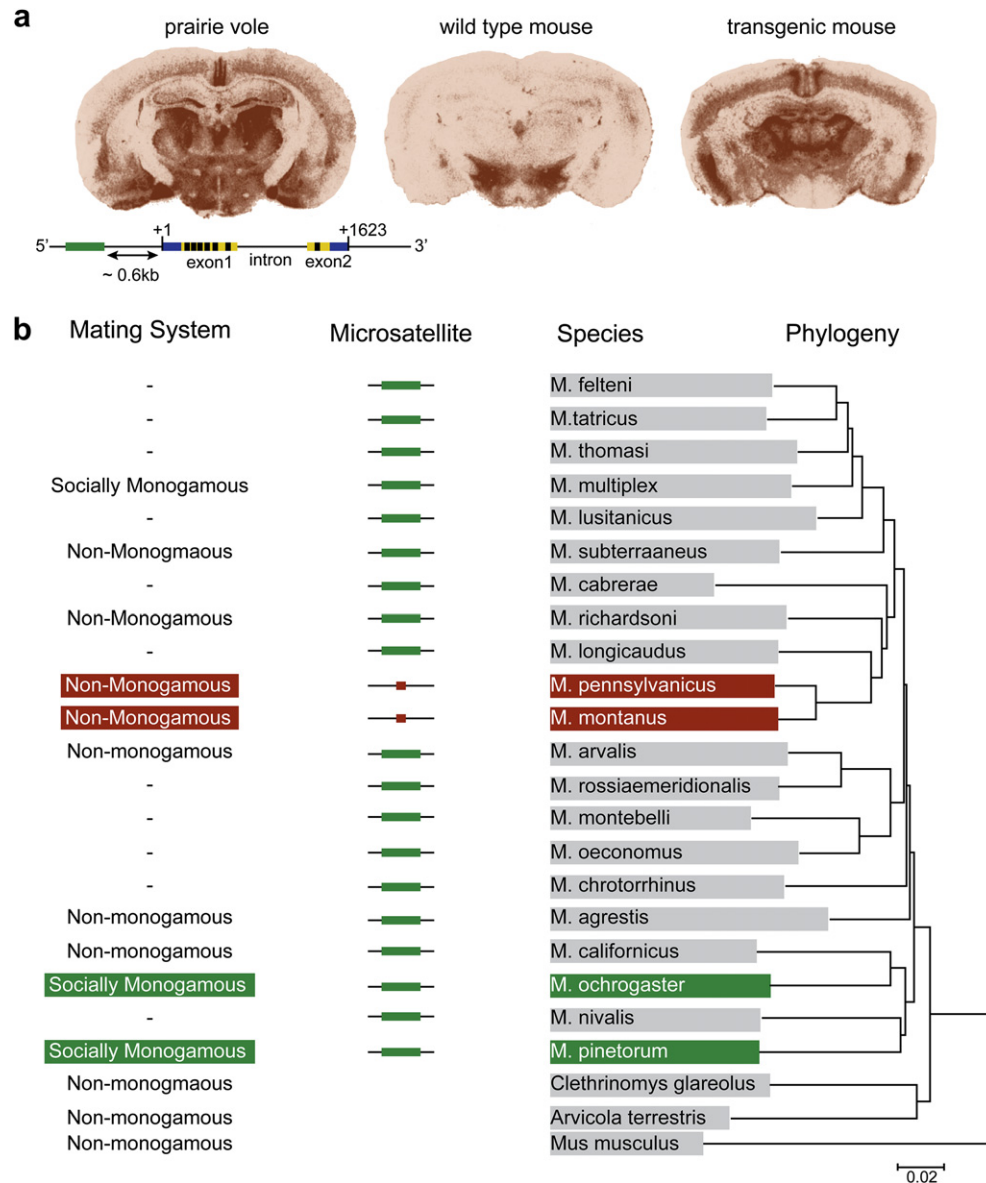 a
prairie vole wild type mouse transgenic mouse
+1 +1623
5' 3'
exon1 intron exon2
~ 0.6kb
b
Mating System Microsatellite Species Phylogeny
- M. felteni
- M.tatricus
- M. thomasi
Socially Monogamous M. multiplex
- M. lusitanicus
Non-Monogmaous M. subterraaneus
- M. cabrerae
Non-Monogamous M. richardsoni
- M. longicaudus
Non-Monogamous M. pennsylvanicus
Non-Monogamous M. montanus
Non-monogamous M. arvalis
- M. rossiaemeridionalis
- M. montebelli
- M. oeconomus
- M. chrotorrhinus
Non-monogamous M. agrestis
Non-monogamous M. californicus
Socially Monogamous M. ochrogaster
- M. nivalis
Socially Monogamous M. pinetorum
Non-monogmaous Clethrinomys glareolus
Non-monogamous Arvicola terrestris
Non-monogamous Mus musculus
0.02